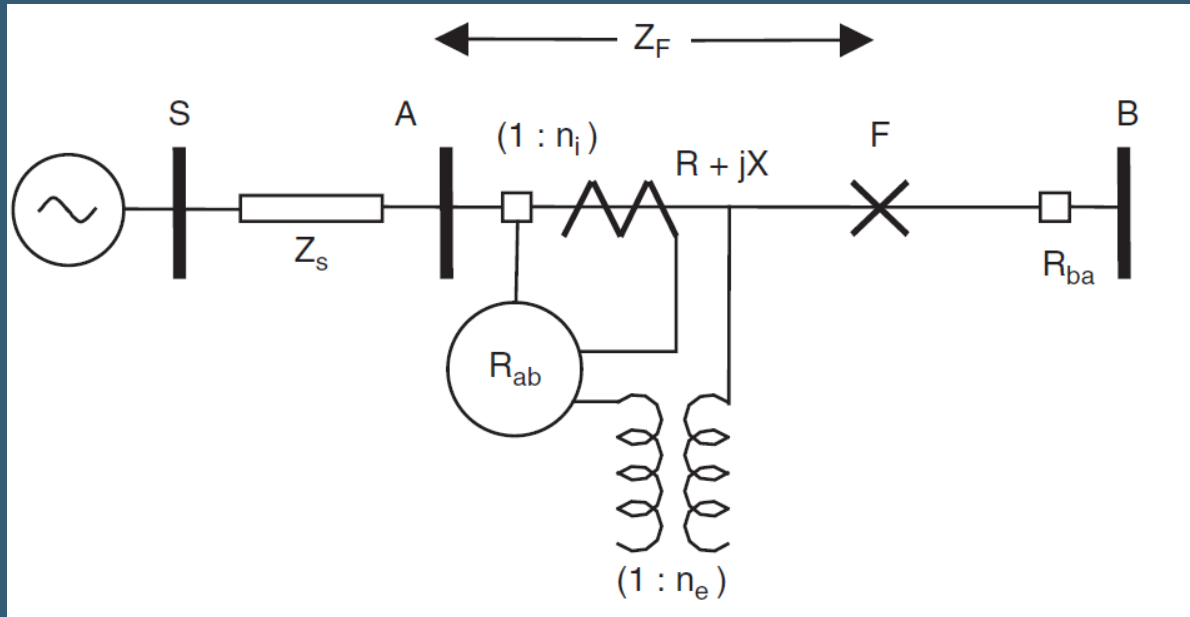 Z_F
S
A
(1 : n_i)
R + jX
F
B
Z_s
R_ba
R_ab
(1 : n_e)